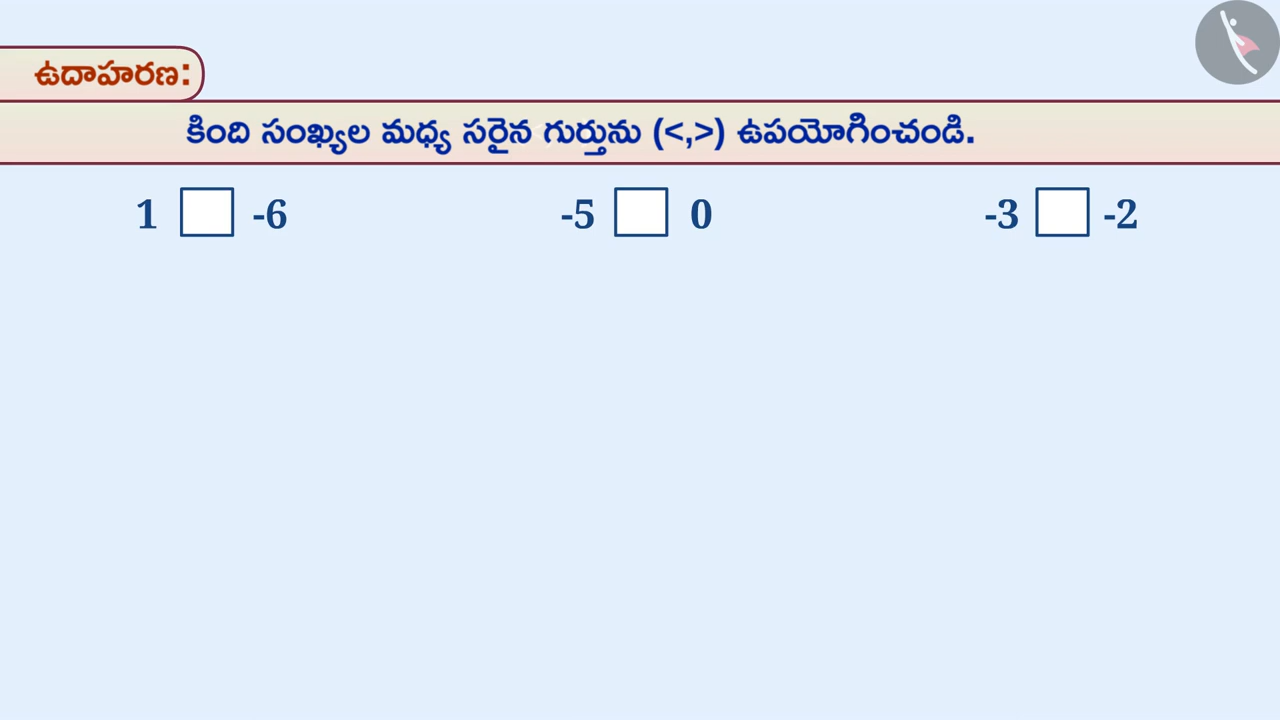 ఉదాహరణ:
కింది సంఖ్యల మధ్య సరైన గుర్తును (<,>) ఉపయోగించండి.
1 -6 -5 0 -3 -2